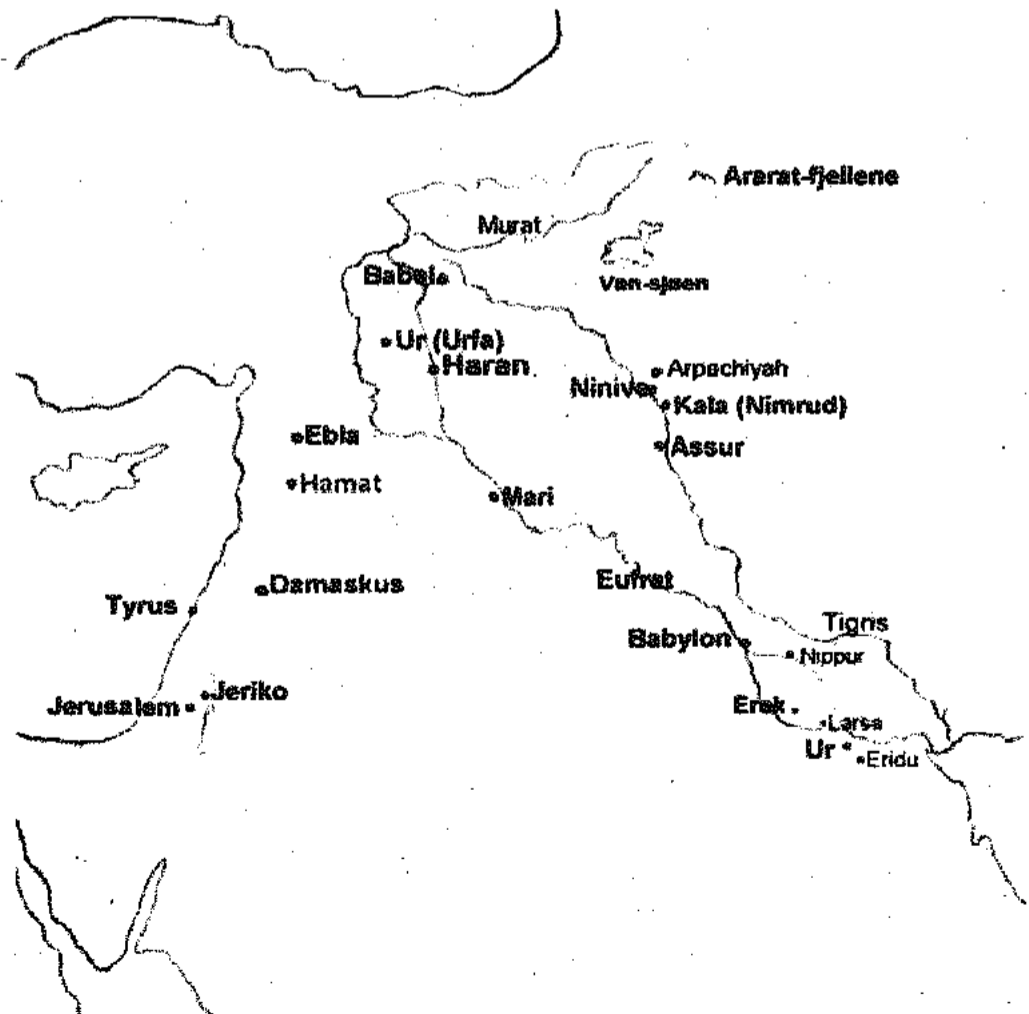 Ararat-fjellene
Murat
Babel
Van-sjøen
Ur (Urfa)
Haran
Arpachiyah
Ninive
Kala (Nimrud)
Ebla
Assur
Hamat
Mari
Eufrat
Damaskus
Tyrus
Tigris
Babylon
Nippur
Jeriko
Jerusalem
Erek
Larsa
Ur
Eridu